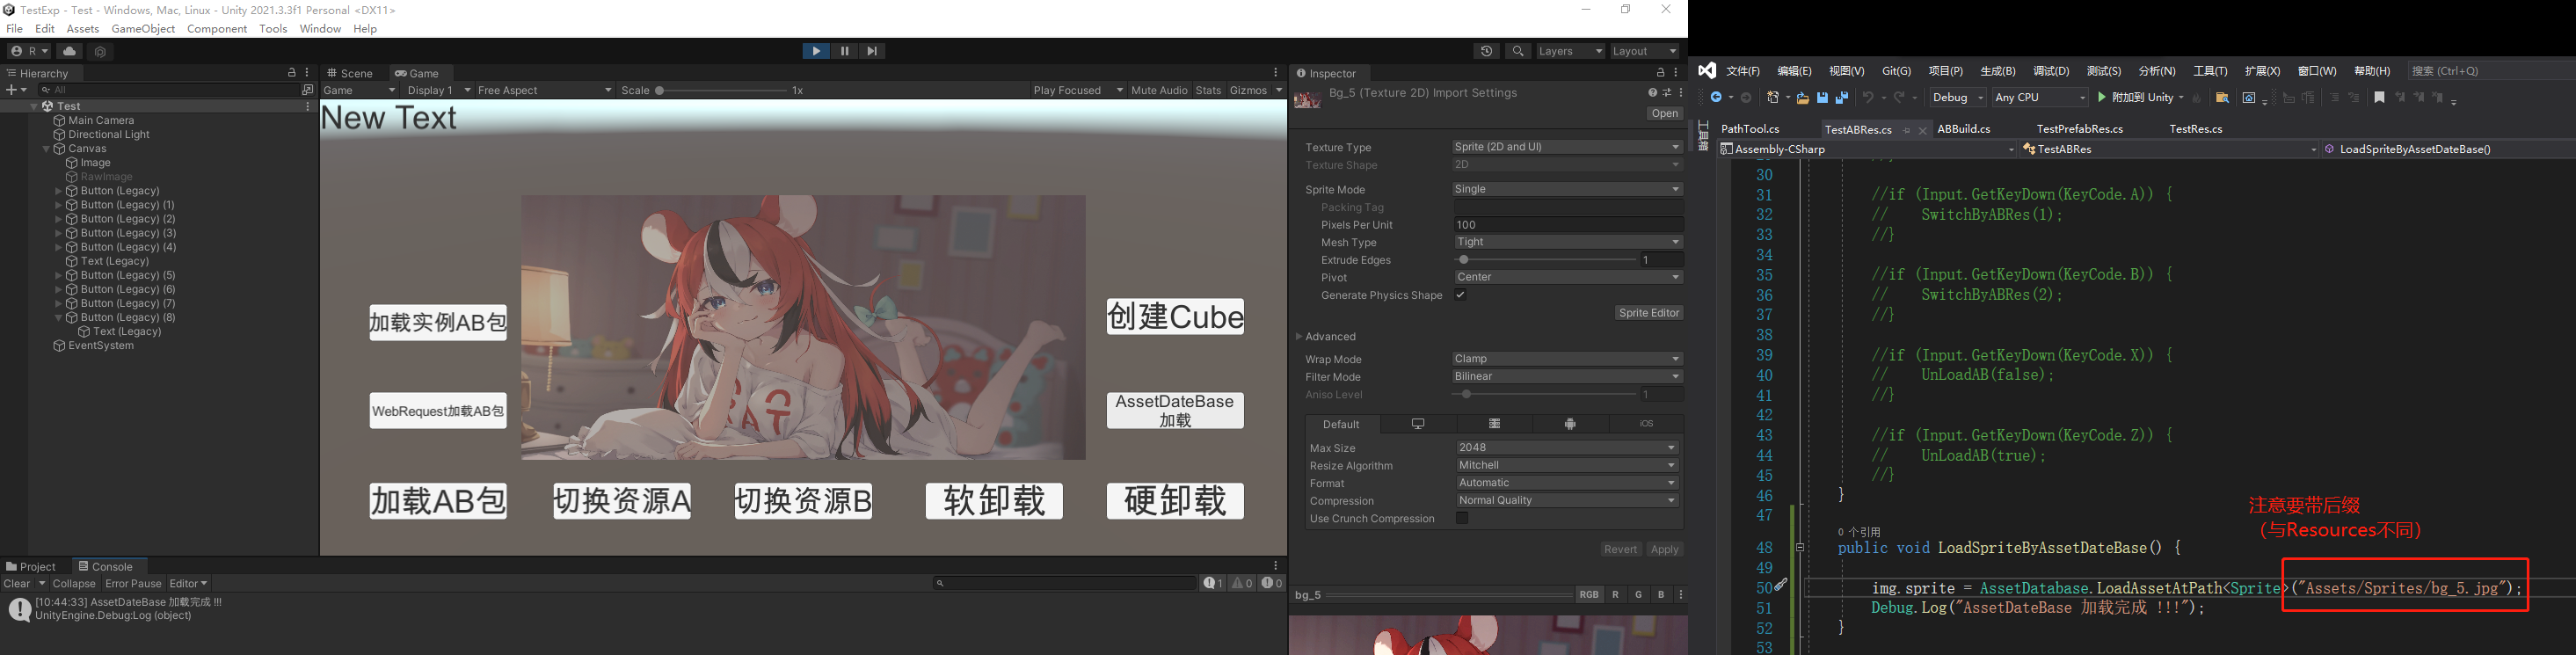 TestExp - Test - Windows, Mac, Linux - Unity 2021.3.3f1 Personal <DX11>
File Edit Assets GameObject Component Tools Window Help
R
Layers Layout
Hierarchy
All
Test
Main Camera
Directional Light
Canvas
Image
RawImage
Button (Legacy)
Button (Legacy) (1)
Button (Legacy) (2)
Button (Legacy) (3)
Button (Legacy) (4)
Text (Legacy)
Button (Legacy) (5)
Button (Legacy) (6)
Button (Legacy) (7)
Button (Legacy) (8)
Text (Legacy)
EventSystem
Scene Game
Game Display 1 Free Aspect Scale 1x Play Focused Mute Audio Stats Gizmos
New Text
加载实例AB包
创建Cube
WebRequest加载AB包
AssetDateBase
加载
加载AB包
切换资源A
切换资源B
软卸载
硬卸载
Project Console
Clear Collapse Error Pause Editor
1 0 0
[10:44:33] AssetDateBase 加载完成 !!!
UnityEngine.Debug:Log (object)
Inspector
Bg_5 (Texture 2D) Import Settings
Open
Texture Type Sprite (2D and UI)
Texture Shape 2D
Sprite Mode Single
Packing Tag
Pixels Per Unit 100
Mesh Type Tight
Extrude Edges 1
Pivot Center
Generate Physics Shape
Sprite Editor
Advanced
Wrap Mode Clamp
Filter Mode Bilinear
Aniso Level 1
Default iOS
Max Size 2048
Resize Algorithm Mitchell
Format Automatic
Compression Normal Quality
Use Crunch Compression
Revert Apply
bg_5 RGB R G B
文件(F) 编辑(E) 视图(V) Git(G) 项目(P) 生成(B) 调试(D) 测试(S) 分析(N) 工具(T) 扩展(X) 窗口(W) 帮助(H) 搜索 (Ctrl+Q)
Debug Any CPU 附加到 Unity
工具箱
PathTool.cs TestABRes.cs ABBuild.cs TestPrefabRes.cs TestRes.cs
Assembly-CSharp TestABRes LoadSpriteByAssetDateBase()
30
31 //if (Input.GetKeyDown(KeyCode.A)) {
32 // SwitchByABRes(1);
33 //}
34
35 //if (Input.GetKeyDown(KeyCode.B)) {
36 // SwitchByABRes(2);
37 //}
38
39 //if (Input.GetKeyDown(KeyCode.X)) {
40 // UnLoadAB(false);
41 //}
42
43 //if (Input.GetKeyDown(KeyCode.Z)) {
44 // UnLoadAB(true);
45 //}
46 }
47
注意要带后缀
（与Resources不同）
0 个引用
48 public void LoadSpriteByAssetDateBase() {
49
50 img.sprite = AssetDatabase.LoadAssetAtPath<Sprite>("Assets/Sprites/bg_5.jpg");
51 Debug.Log("AssetDateBase 加载完成 !!!");
52 }
53